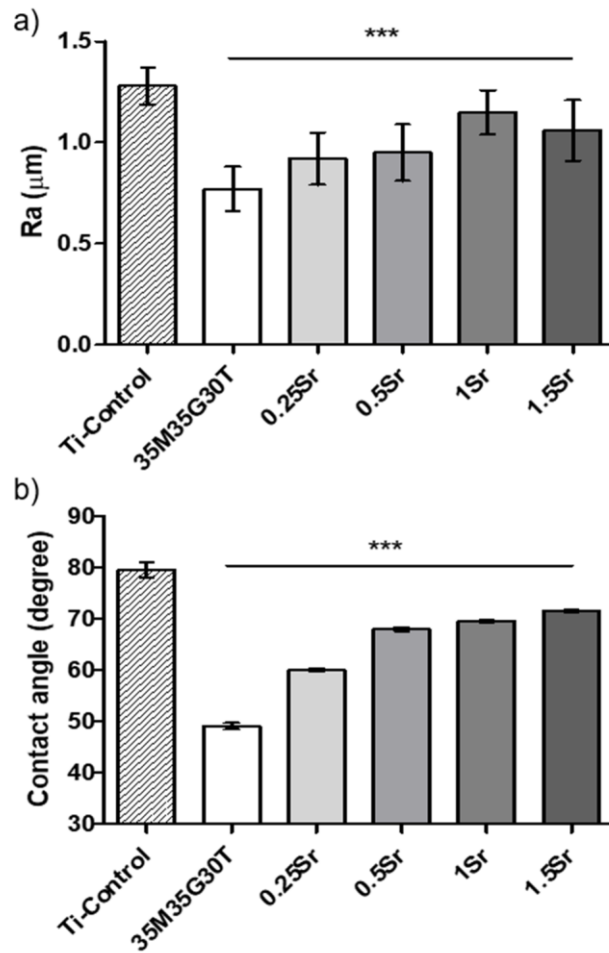 a)
***
Ra (μm)
1.5
1.0
0.5
0.0
Ti-Control
35M35G30T
0.25Sr
0.5Sr
1Sr
1.5Sr
b)
***
Contact angle (degree)
90
80
70
60
50
40
30
Ti-Control
35M35G30T
0.25Sr
0.5Sr
1Sr
1.5Sr